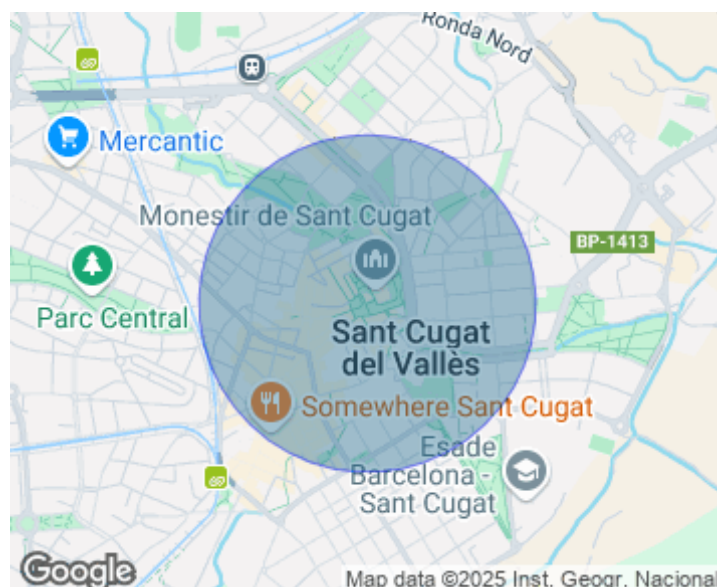 Ronda Nord
Mercantic
Monestir de Sant Cugat
BP-1413
Parc Central
Sant Cugat
del Vallès
Somewhere Sant Cugat
Esade
Barcelona -
Sant Cugat
Google
Map data ©2025 Inst. Geogr. Nacional